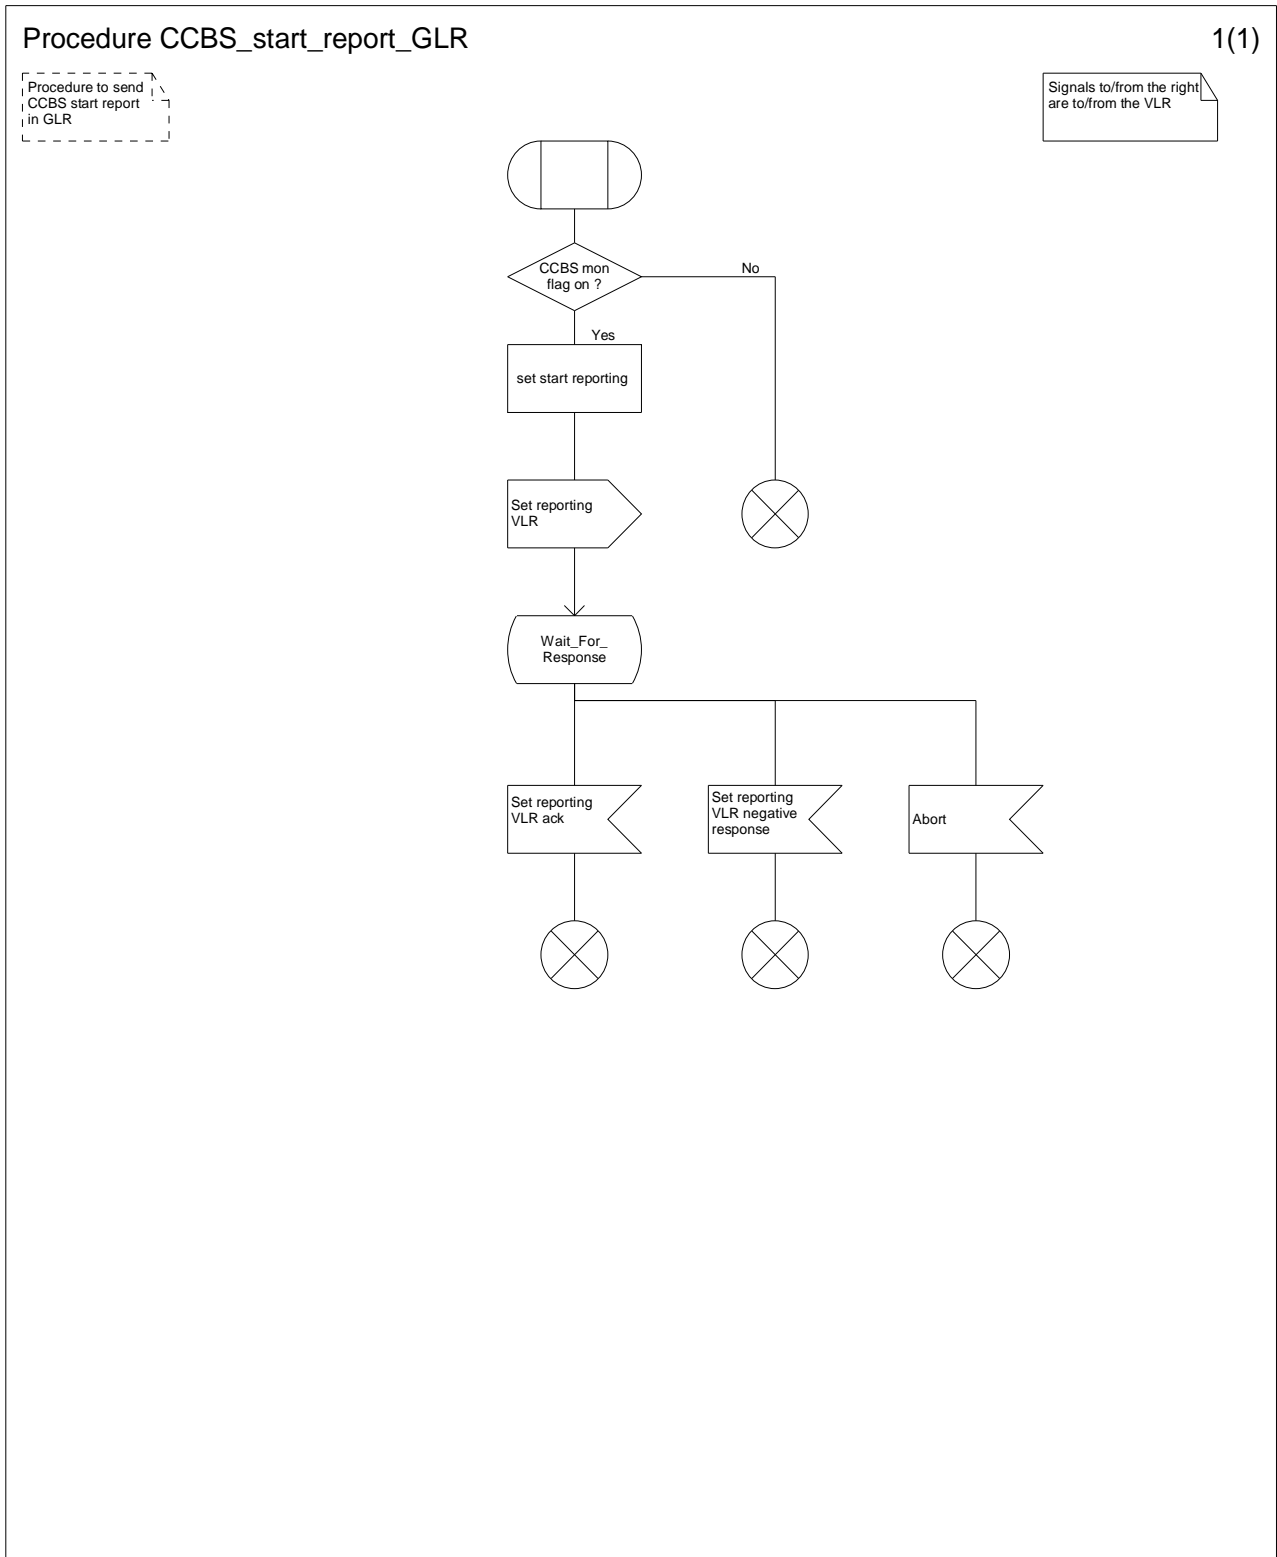 Procedure CCBS_start_report_GLR
1(1)
Procedure to send
CCBS start report
in GLR
Signals to/from the right
are to/from the VLR
CCBS mon
flag on ?
No
Yes
set start reporting
Set reporting
VLR
Wait_For_
Response
Set reporting
VLR ack
Set reporting
VLR negative
response
Abort